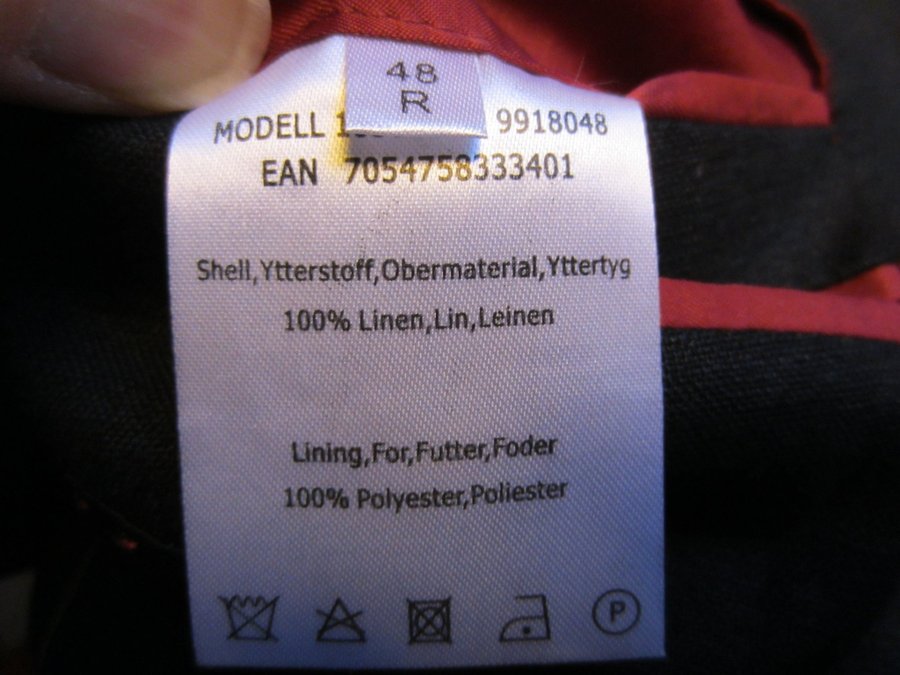 48
R
MODELL 9918048
EAN 7054758333401
Shell,Ytterstoff,Obermaterial,Yttertyg
100% Linen,Lin,Leinen
Lining,For,Futter,Foder
100% Polyester,Poliester
P